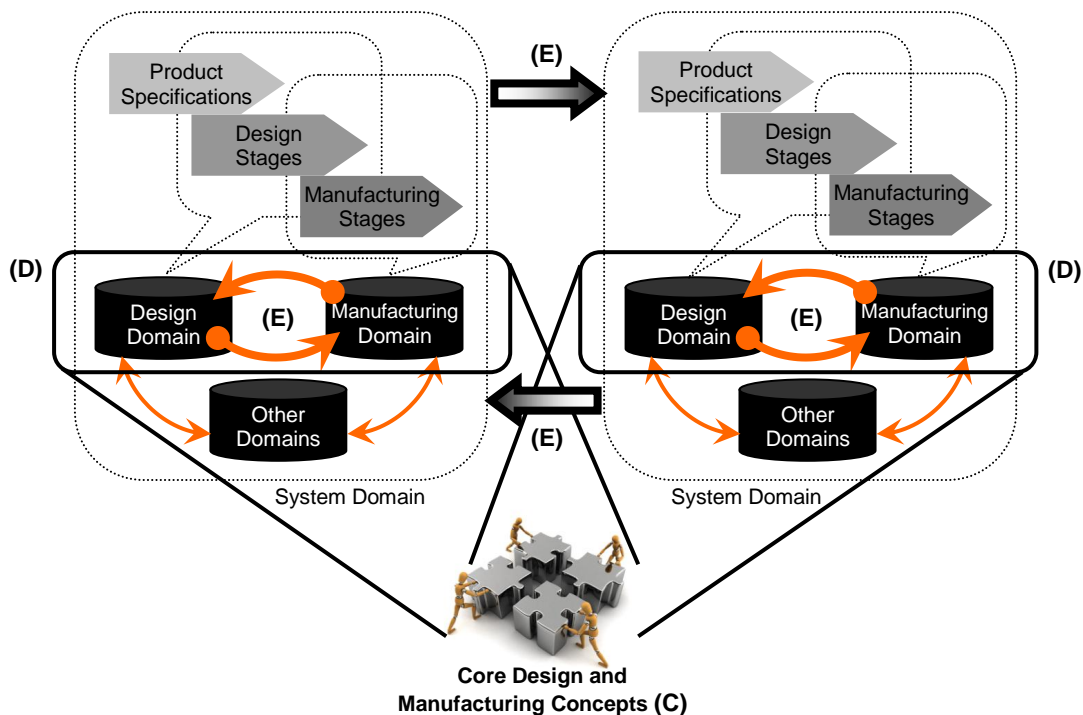 (E)
Product
Specifications
Design
Stages
Manufacturing
Stages
Product
Specifications
Design
Stages
Manufacturing
Stages
(D)
Design
Domain
(E)
Manufacturing
Domain
Other
Domains
System Domain
(D)
Design
Domain
(E)
Manufacturing
Domain
Other
Domains
System Domain
(E)
Core Design and
Manufacturing Concepts (C)